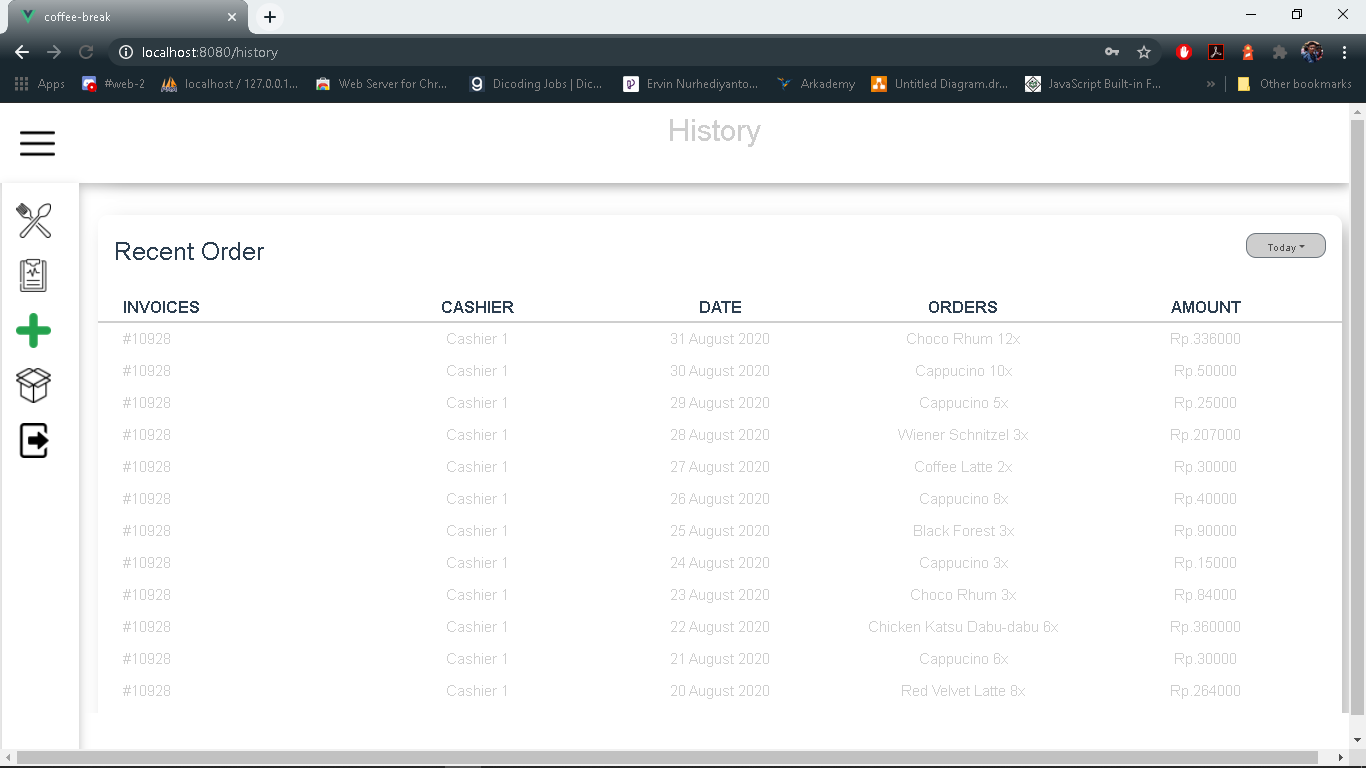 coffee-break
localhost:8080/history
Apps #web-2 localhost / 127.0.0.1... Web Server for Chr... Dicoding Jobs | Dic... Ervin Nurhediyanto... Arkademy Untitled Diagram.dr... JavaScript Built-in F... » Other bookmarks
History
Recent Order
Today
INVOICES CASHIER DATE ORDERS AMOUNT
#10928 Cashier 1 31 August 2020 Choco Rhum 12x Rp.336000
#10928 Cashier 1 30 August 2020 Cappucino 10x Rp.50000
#10928 Cashier 1 29 August 2020 Cappucino 5x Rp.25000
#10928 Cashier 1 28 August 2020 Wiener Schnitzel 3x Rp.207000
#10928 Cashier 1 27 August 2020 Coffee Latte 2x Rp.30000
#10928 Cashier 1 26 August 2020 Cappucino 8x Rp.40000
#10928 Cashier 1 25 August 2020 Black Forest 3x Rp.90000
#10928 Cashier 1 24 August 2020 Cappucino 3x Rp.15000
#10928 Cashier 1 23 August 2020 Choco Rhum 3x Rp.84000
#10928 Cashier 1 22 August 2020 Chicken Katsu Dabu-dabu 6x Rp.360000
#10928 Cashier 1 21 August 2020 Cappucino 6x Rp.30000
#10928 Cashier 1 20 August 2020 Red Velvet Latte 8x Rp.264000